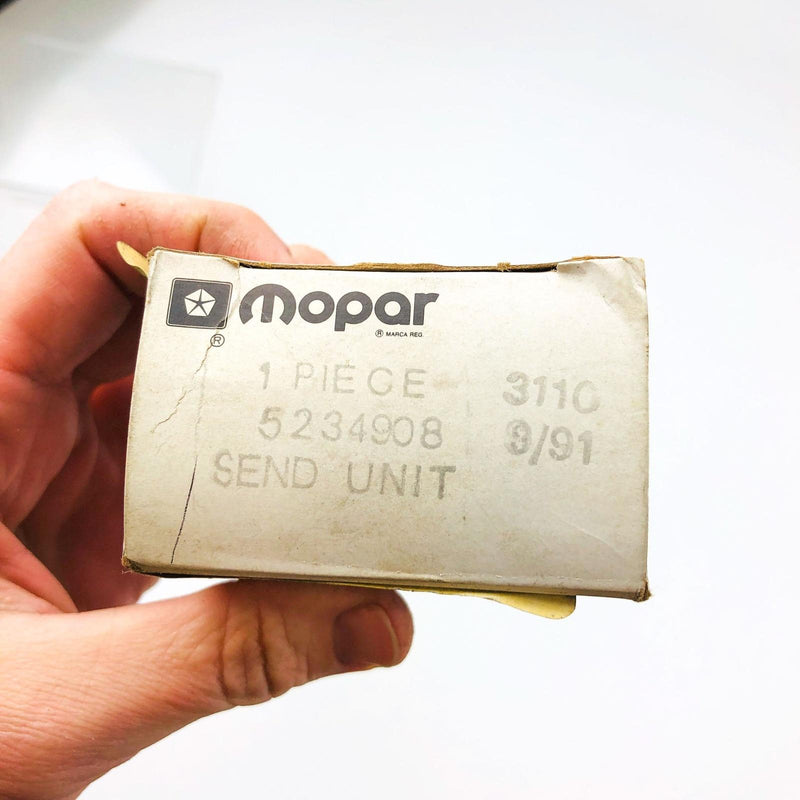 mopar
®
® MARCA REG.
1 PIECE 3110
5234908 9/91
SEND UNIT